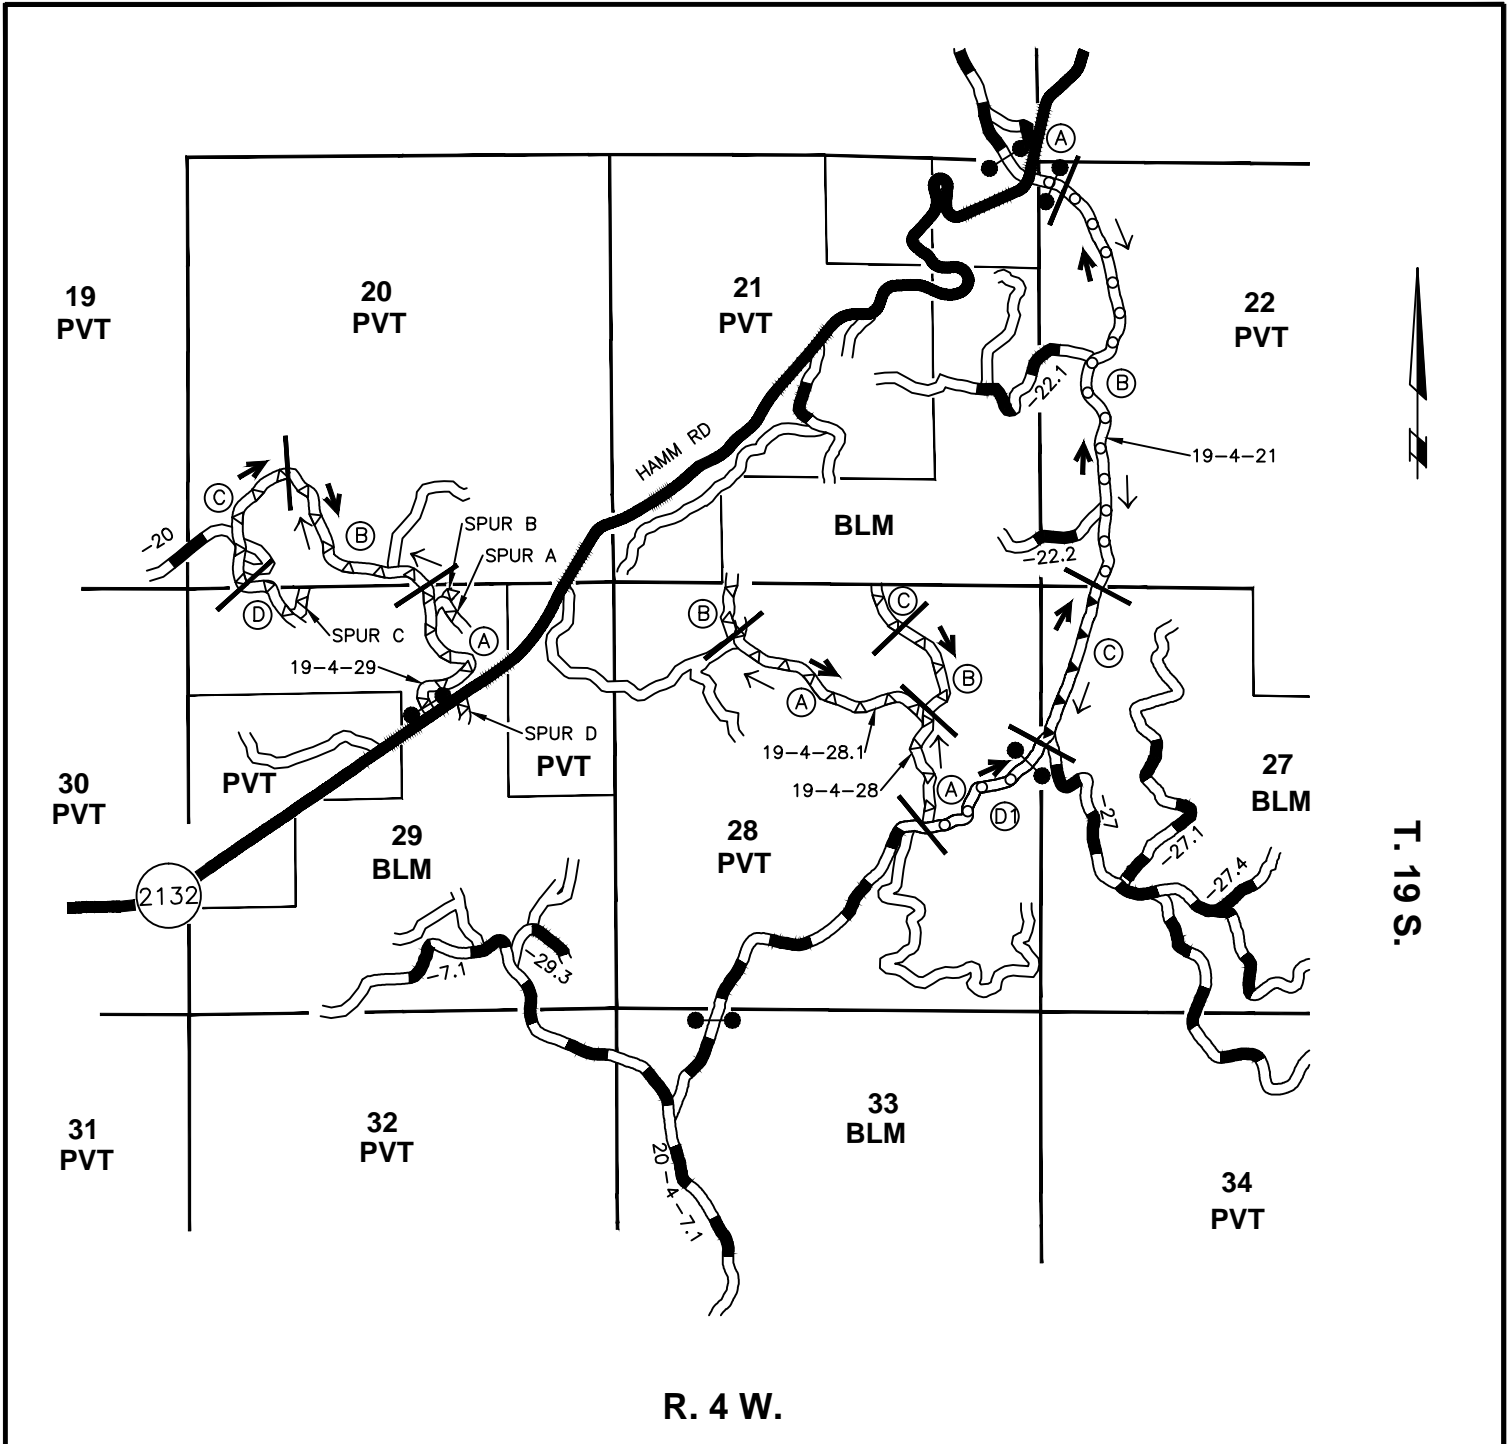 A
19
PVT
20
PVT
21
PVT
22
PVT
-22.1
B
19-4-21
HAMM RD
C
-20
B
SPUR B
SPUR A
BLM
-22.2
D
SPUR C
A
19-4-29
SPUR D
B
C
B
A
C
19-4-28.1
19-4-28
A
D1
PVT
PVT
30
PVT
29
BLM
28
PVT
27
BLM
-27
-27.1
-27.4
2132
-7.1
-29.3
T. 19 S.
31
PVT
32
PVT
33
BLM
34
PVT
20-4-7.1
R. 4 W.